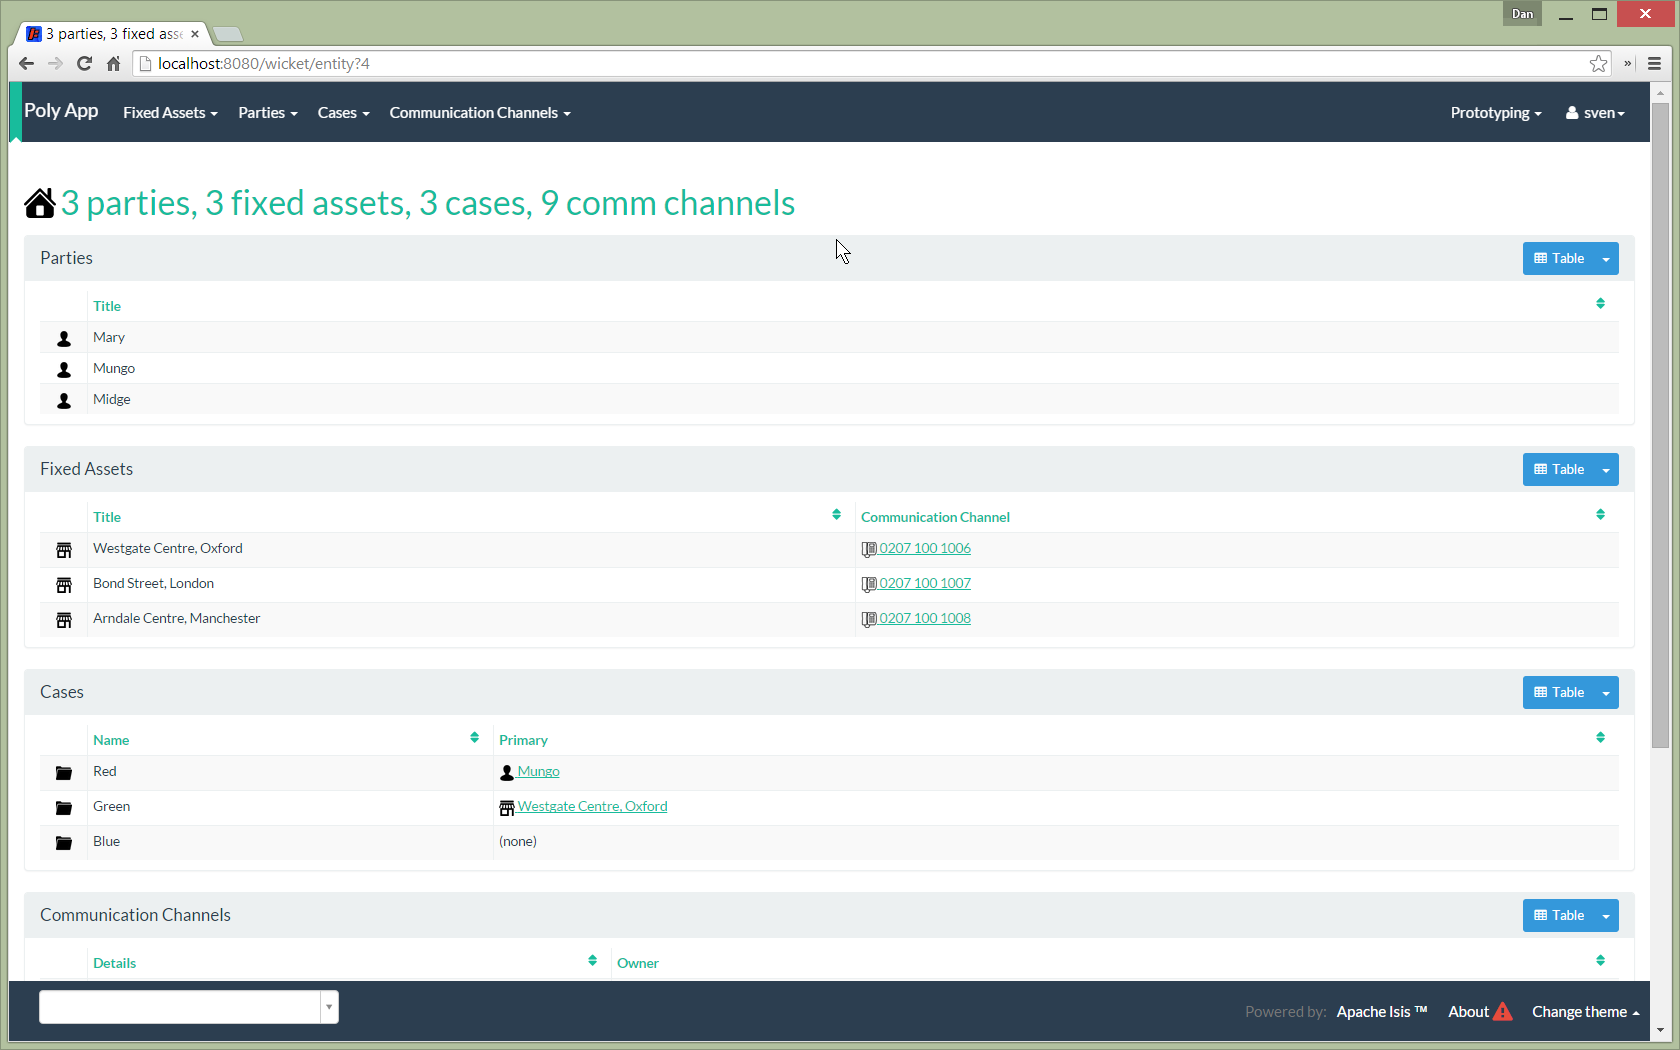 Dan
3 parties, 3 fixed asse
localhost:8080/wicket/entity?4
Poly App Fixed Assets Parties Cases Communication Channels Prototyping sven
3 parties, 3 fixed assets, 3 cases, 9 comm channels
Parties Table
Title
Mary
Mungo
Midge
Fixed Assets Table
Title Communication Channel
Westgate Centre, Oxford 0207 100 1006
Bond Street, London 0207 100 1007
Arndale Centre, Manchester 0207 100 1008
Cases Table
Name Primary
Red Mungo
Green Westgate Centre, Oxford
Blue (none)
Communication Channels Table
Details Owner
Powered by: Apache Isis ™ About Change theme